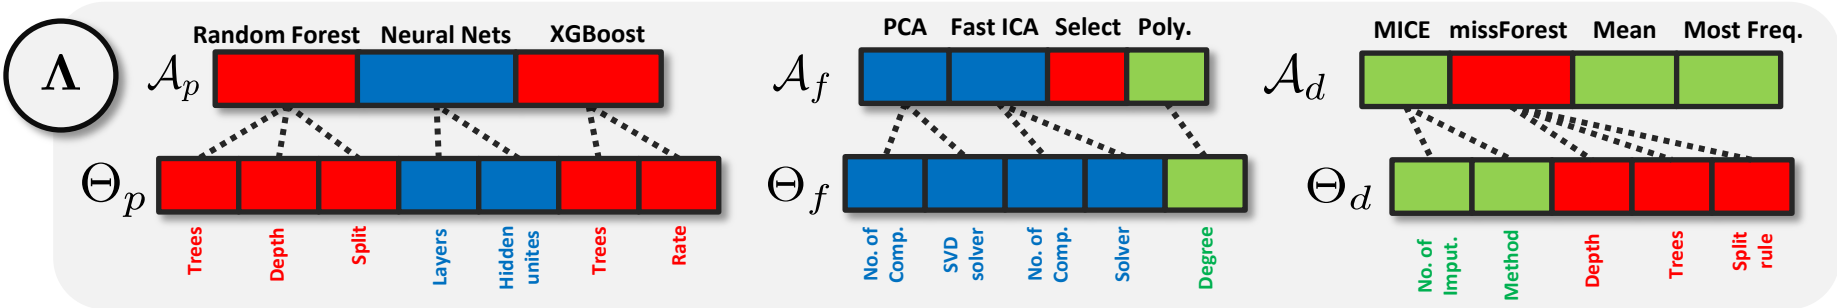 Random Forest Neural Nets XGBoost
PCA Fast ICA Select Poly.
MICE missForest Mean Most Freq.
Λ
𝒜p
𝒜f
𝒜d
Θp
Θf
Θd
Trees
Depth
Split
Layers
Hidden
unites
Trees
Rate
No. of
Comp.
SVD
solver
No. of
Comp.
Solver
Degree
No. of
Imput.
Method
Depth
Trees
Split
rule